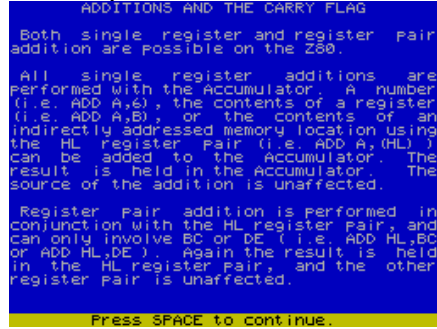 ADDITIONS AND THE CARRY FLAG
Both single register and register pair
addition are possible on the Z80.
All single register additions are
performed with the Accumulator. A number
(i.e. ADD A,6), the contents of a register
(i.e. ADD A,B), or the contents of an
indirectly addressed memory location using
the HL register pair (i.e. ADD A,(HL) )
can be added to the Accumulator. The
result is held in the Accumulator. The
source of the addition is unaffected.
Register pair addition is performed in
conjunction with the HL register pair, and
can only involve BC or DE ( i.e. ADD HL,BC
or ADD HL,DE ). Again the result is held
in the HL register pair, and the other
register pair is unaffected.
Press SPACE to continue.